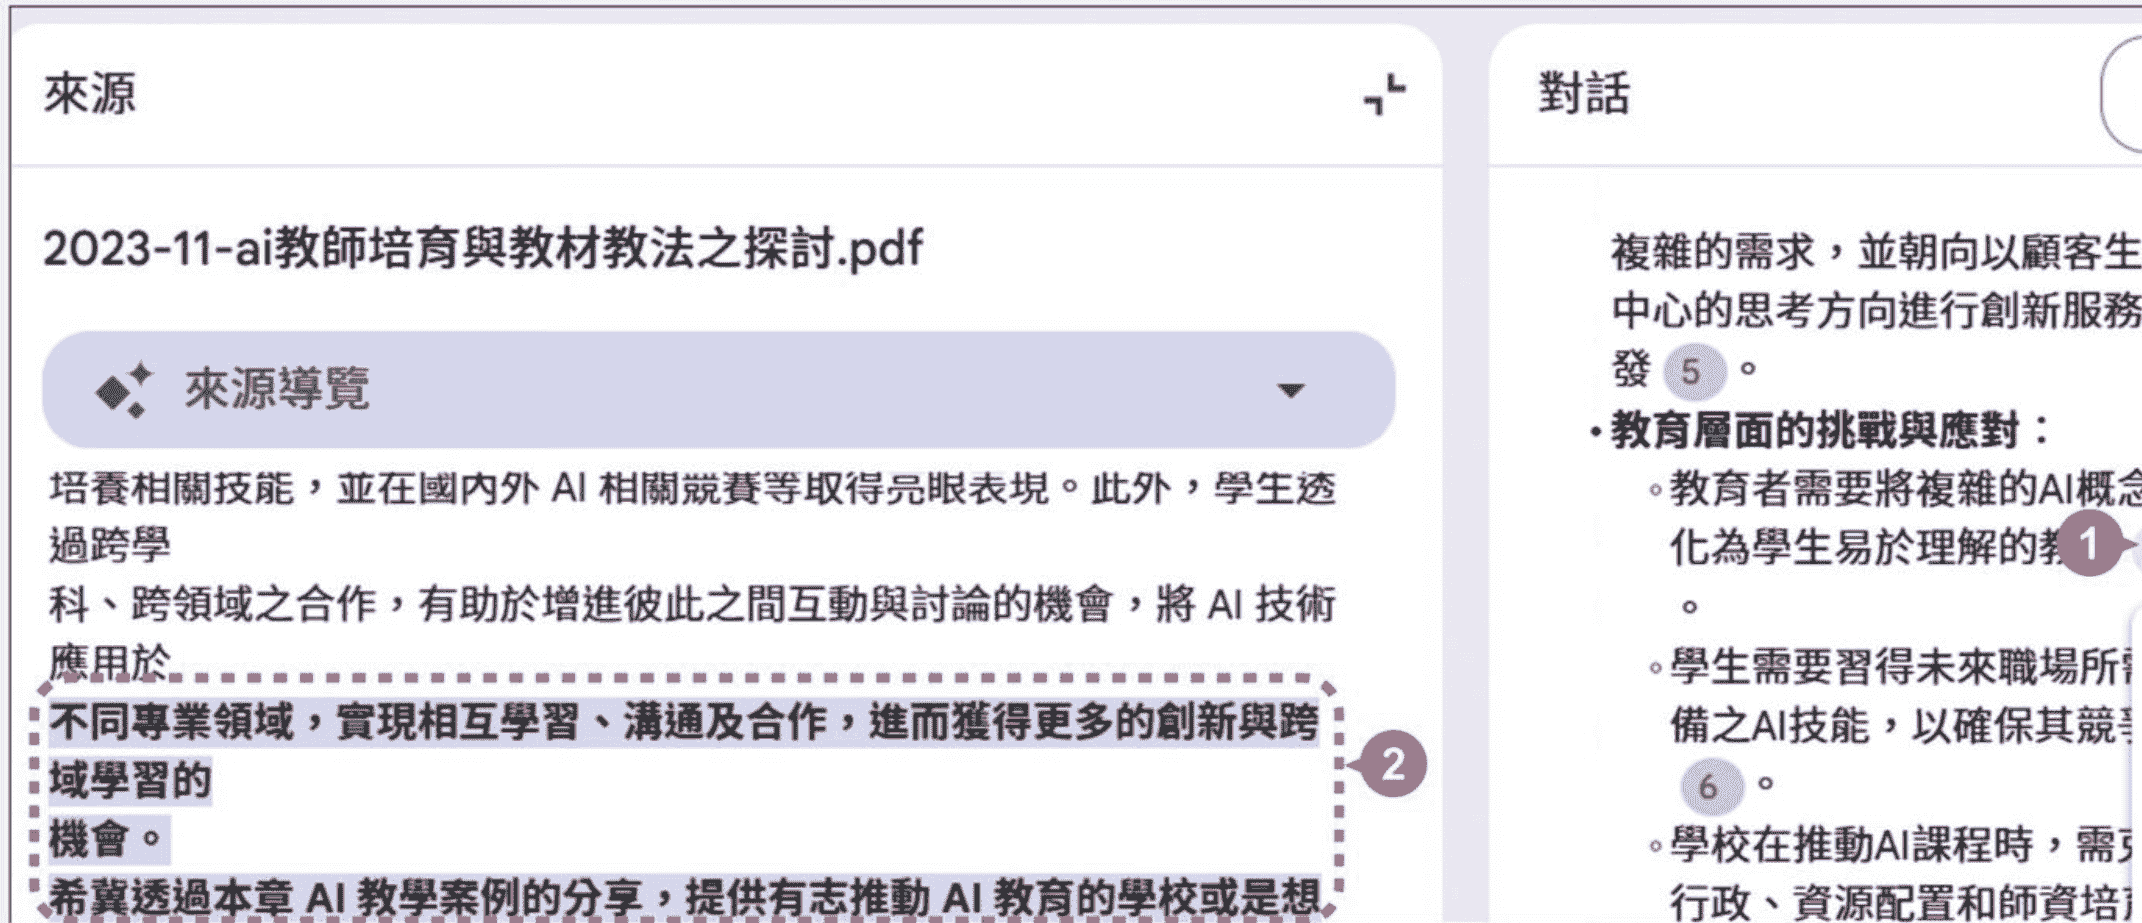 來源
2023-11-ai教師培育與教材教法之探討.pdf
來源導覽
培養相關技能，並在國內外 AI 相關競賽等取得亮眼表現。此外，學生透
過跨學
科、跨領域之合作，有助於增進彼此之間互動與討論的機會，將 AI 技術
應用於
不同專業領域，實現相互學習、溝通及合作，進而獲得更多的創新與跨
域學習的
機會。
希冀透過本章 AI 教學案例的分享，提供有志推動 AI 教育的學校或是想
2
對話
複雜的需求，並朝向以顧客生
中心的思考方向進行創新服務
發 5 。
• 教育層面的挑戰與應對：
◦ 教育者需要將複雜的AI概念
化為學生易於理解的教
1
。
◦ 學生需要習得未來職場所需
備之AI技能，以確保其競爭
6 。
◦ 學校在推動AI課程時，需克
行政、資源配置和師資培育